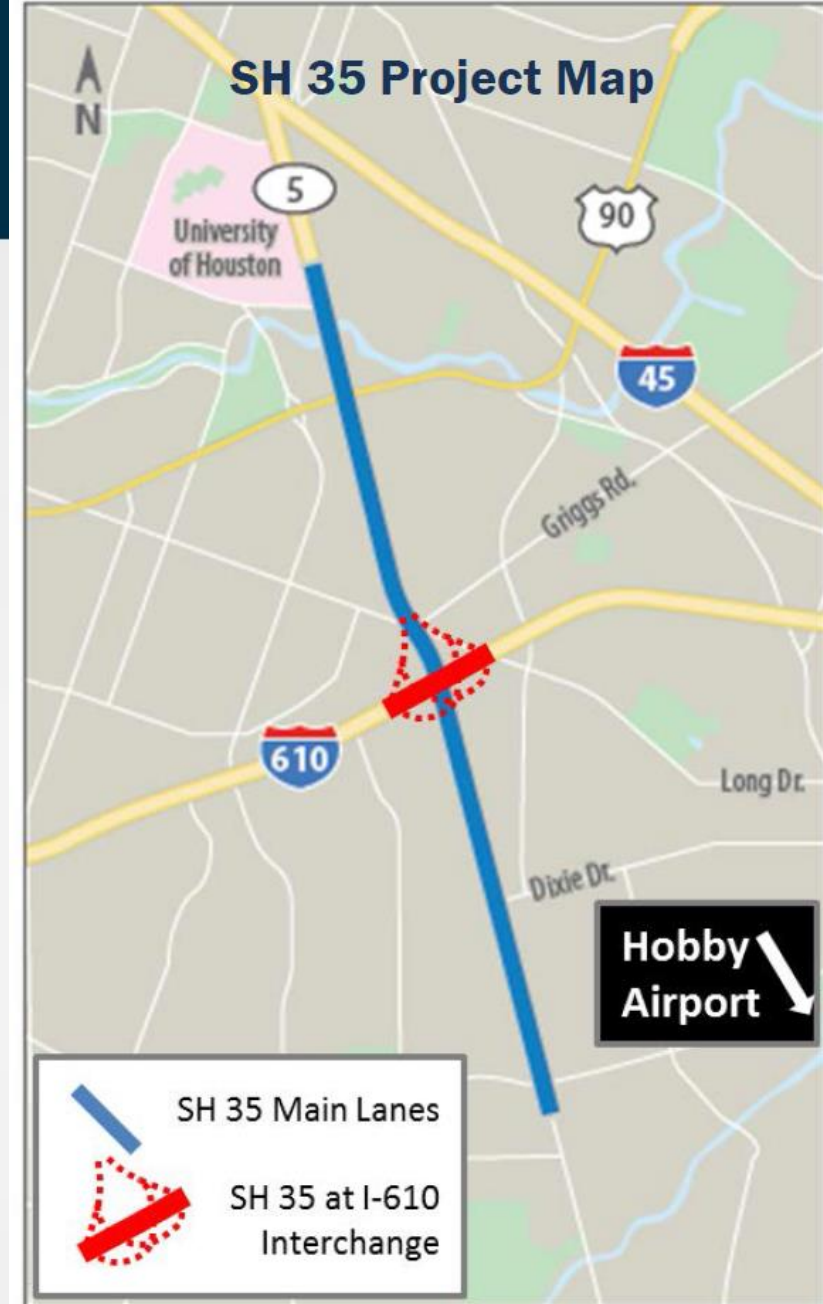 SH 35 Project Map
N
5
University
of Houston
90
45
Griggs Rd.
610
Long Dr.
Dixie Dr.
Hobby
Airport
SH 35 Main Lanes
SH 35 at I-610
Interchange